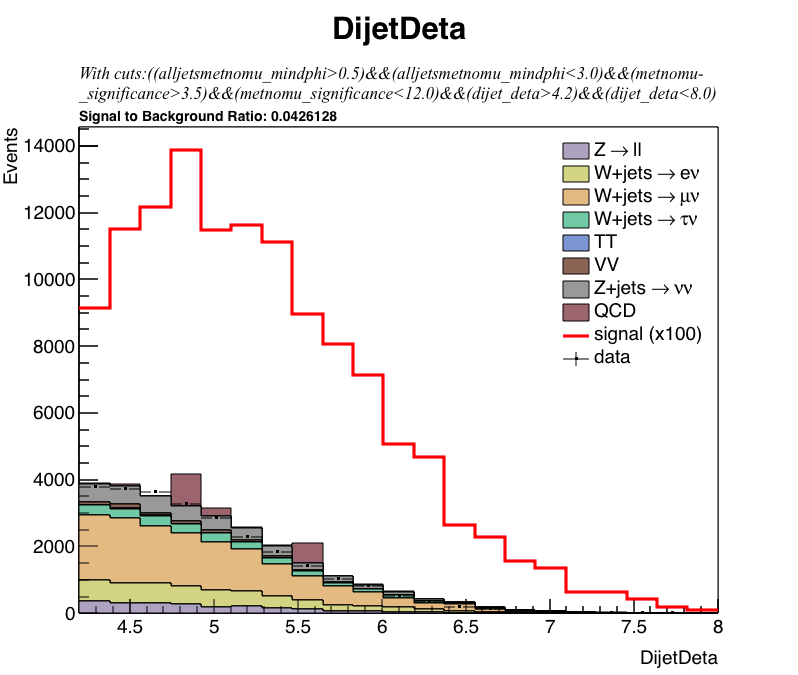 DijetDeta
With cuts:((alljetsmetnomu_mindphi>0.5)&&(alljetsmetnomu_mindphi<3.0)&&(metnomu-
_significance>3.5)&&(metnomu_significance<12.0)&&(dijet_deta>4.2)&&(dijet_deta<8.0)
Signal to Background Ratio: 0.0426128
Events
14000
12000
10000
8000
6000
4000
2000
0
Z → ll
W+jets → eν
W+jets → μν
W+jets → τν
TT
VV
Z+jets → νν
QCD
signal (x100)
data
4.5 5 5.5 6 6.5 7 7.5 8
DijetDeta